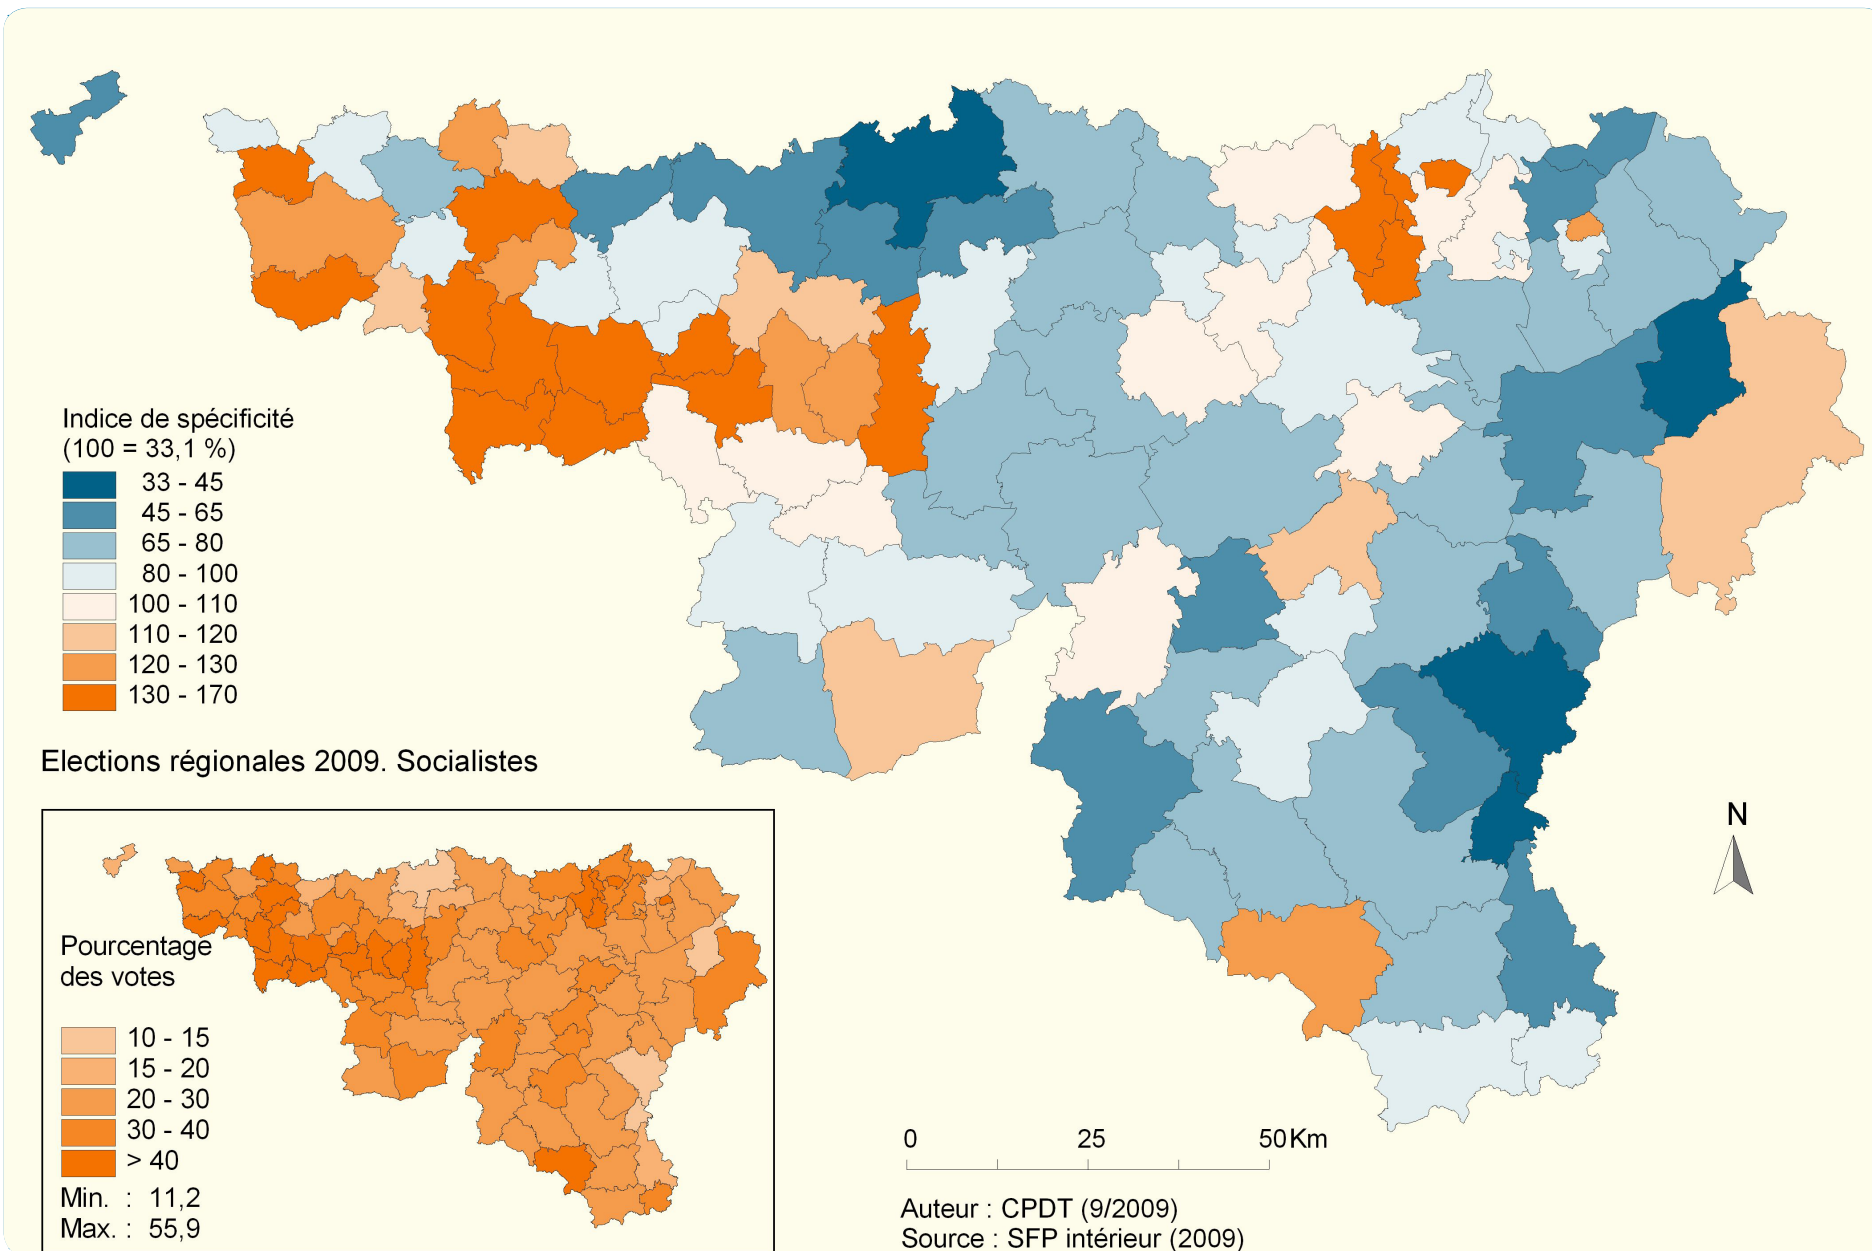 Indice de spécificité
(100 = 33,1 %)
33 - 45
45 - 65
65 - 80
80 - 100
100 - 110
110 - 120
120 - 130
130 - 170
Elections régionales 2009. Socialistes
Pourcentage
des votes
10 - 15
15 - 20
20 - 30
30 - 40
> 40
Min. : 11,2
Max. : 55,9
N
0 25 50Km
Auteur : CPDT (9/2009)
Source : SFP intérieur (2009)